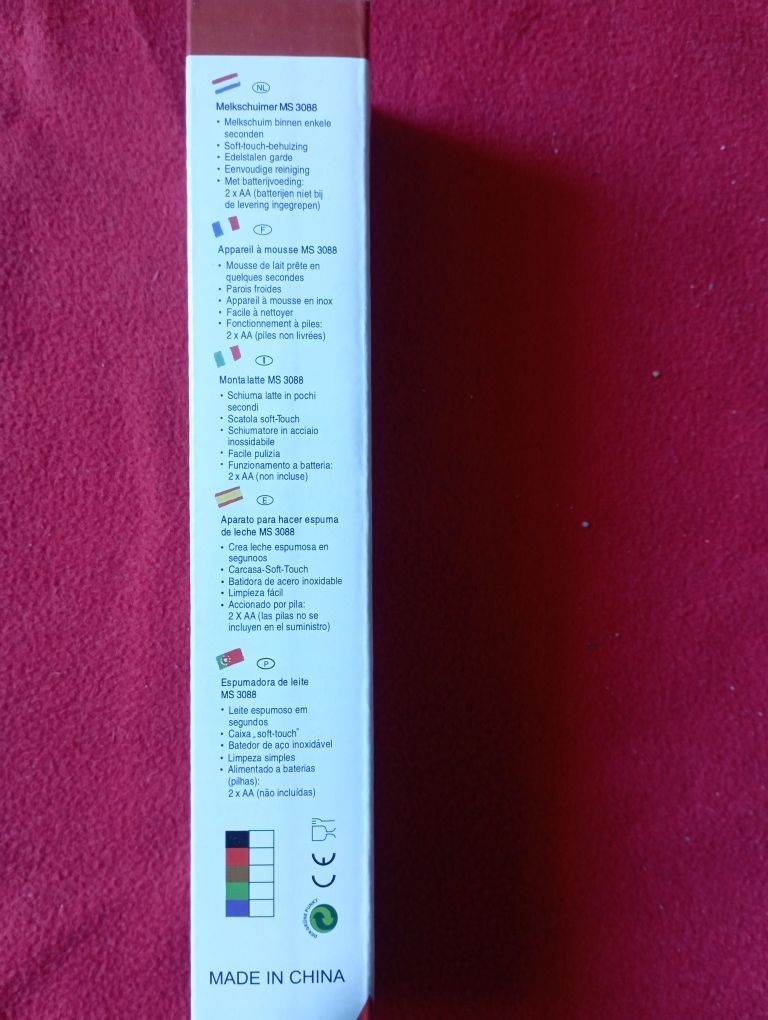 NL
Melkschuimer MS 3088
• Melkschuim binnen enkele
seconden
• Soft-touch-behuizing
• Edelstalen garde
• Eenvoudige reiniging
• Met batterijvoeding:
2 x AA (batterijen niet bij
de levering ingegrepen)
F
Appareil à mousse MS 3088
• Mousse de lait prête en
quelques secondes
• Parois froides
• Appareil à mousse en inox
• Facile à nettoyer
• Fonctionnement à piles:
2 x AA (piles non livrées)
I
Montalatte MS 3088
• Schiuma latte in pochi
secondi
• Scatola soft-Touch
• Schiumatore in acciaio
inossidabile
• Facile pulizia
• Funzionamento a batteria:
2 x AA (non incluse)
E
Aparato para hacer espuma
de leche MS 3088
• Crea leche espumosa en
segunoos
• Carcasa-Soft-Touch
• Batidora de acero inoxidable
• Limpieza fácil
• Accionado por pila:
2 X AA (las pilas no se
incluyen en el suministro)
P
Espumadora de leite
MS 3088
• Leite espumoso em
segundos
• Caixa „soft-touch"
• Batedor de aço inoxidável
• Limpeza simples
• Alimentado a baterias
(pilhas):
2 x AA (não incluídas)
CE
DER GRÜNE PUNKT
MADE IN CHINA